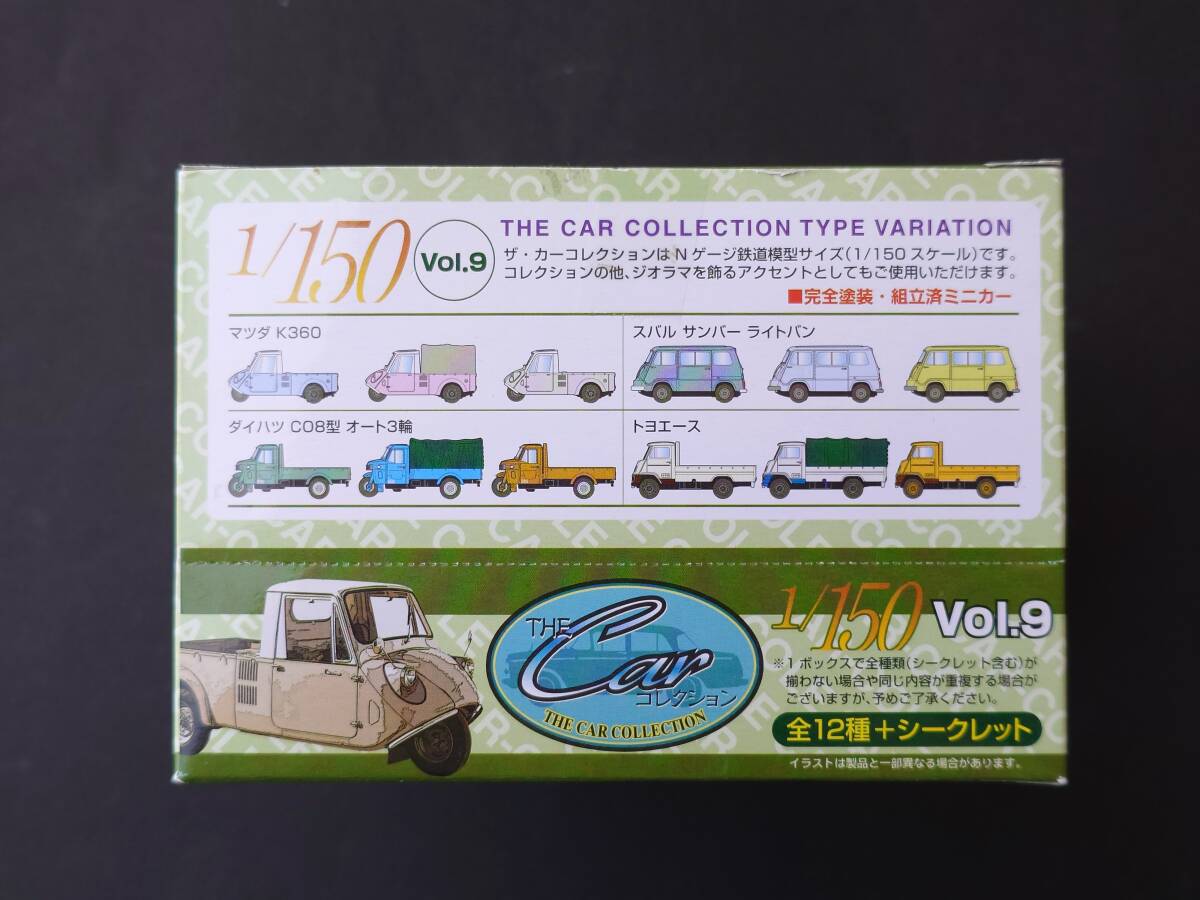 1/150
Vol.9
THE CAR COLLECTION TYPE VARIATION
ザ・カーコレクションは N ゲージ鉄道模型サイズ(1/150 スケール)です。
コレクションの他、ジオラマを飾るアクセントとしてもご使用いただけます。
■完全塗装・組立済ミニカー
マツダ K360
スバル サンバー ライトバン
ダイハツ CO8型 オート3輪
トヨエース
THE
Car
コレクション
THE CAR COLLECTION
1/150 Vol.9
※1 ボックスで全種類(シークレット含む)が
揃わない場合や同じ内容が重複する場合が
ございますが、予めご了承ください。
全12種+シークレット
イラストは製品と一部異なる場合があります。